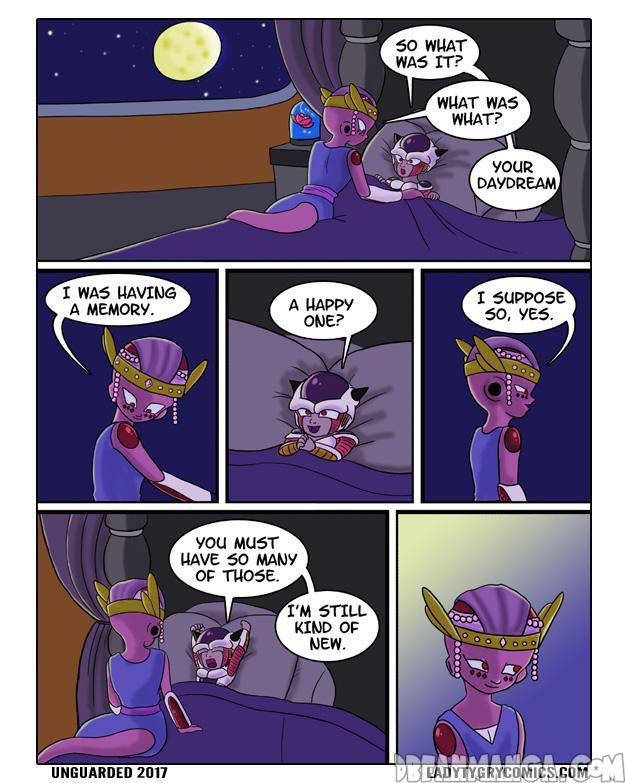 SO WHAT
WAS IT?
WHAT WAS
WHAT?
YOUR
DAYDREAM
I WAS HAVING
A MEMORY.
A HAPPY
ONE?
I SUPPOSE
SO, YES.
YOU MUST
HAVE SO MANY
OF THOSE.
I'M STILL
KIND OF
NEW.
UNGUARDED 2017
LADYTYGRYCOMICS.COM
DBFANMANGA.COM